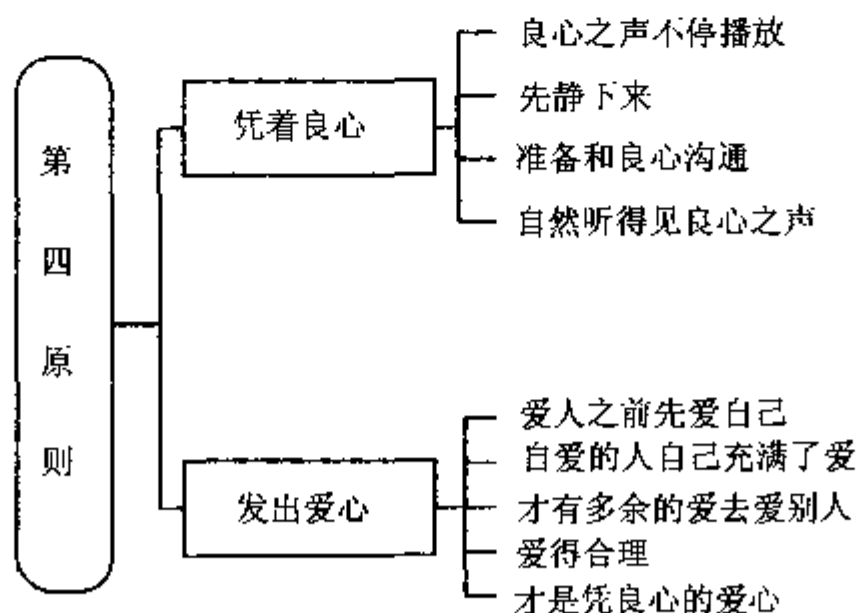 第四原则
凭着良心
良心之声不停播放
先静下来
准备和良心沟通
自然听得见良心之声
发出爱心
爱人之前先爱自己
自爱的人自己充满了爱
才有多余的爱去爱别人
爱得合理
才是凭良心的爱心